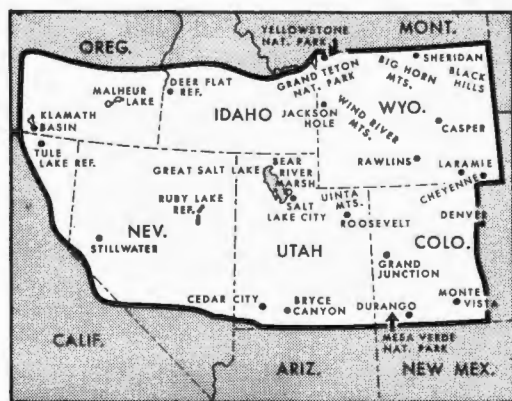 OREG.
YELLOWSTONE
NAT. PARK
MONT.
SHERIDAN
BIG HORN
MTS.
BLACK
HILLS
MALHEUR
LAKE
DEER FLAT
REF.
GRAND TETON
NAT. PARK
KLAMATH
BASIN
IDAHO
JACKSON
HOLE
WIND RIVER
MTS.
WYO.
CASPER
TULE
LAKE REF.
RAWLINS
LARAMIE
CHEYENNE
GREAT SALT LAKE
BEAR
RIVER
MARSH
RUBY LAKE
REF.
SALT
LAKE CITY
UINTA
MTS.
ROOSEVELT
DENVER
NEV.
STILLWATER
UTAH
COLO.
GRAND
JUNCTION
CEDAR CITY
BRYCE
CANYON
DURANGO
MONTE
VISTA
MESA VERDE
NAT. PARK
CALIF.
ARIZ.
NEW MEX.